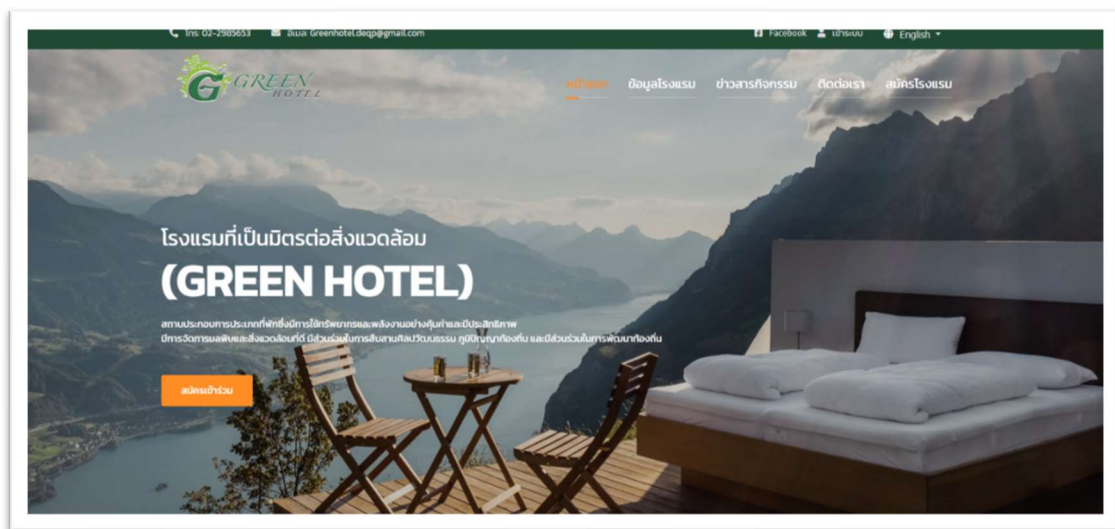 โทร: 02-2985653
อีเมล: Greenhotel.deqp@gmail.com
Facebook
เข้าระบบ
English
GREEN
HOTEL
หน้าแรก
ข้อมูลโรงแรม
ข่าวสารกิจกรรม
ติดต่อเรา
สมัครโรงแรม
โรงแรมที่เป็นมิตรต่อสิ่งแวดล้อม
(GREEN HOTEL)
สถานประกอบการประเภทที่พักซึ่งมีการใช้ทรัพยากรและพลังงานอย่างคุ้มค่าและมีประสิทธิภาพ
มีการจัดการมลพิษและสิ่งแวดล้อมที่ดี มีส่วนร่วมในการสืบสานศิลปวัฒนธรรม ภูมิปัญญาท้องถิ่น และมีส่วนร่วมในการพัฒนาท้องถิ่น
สมัครเข้าร่วม